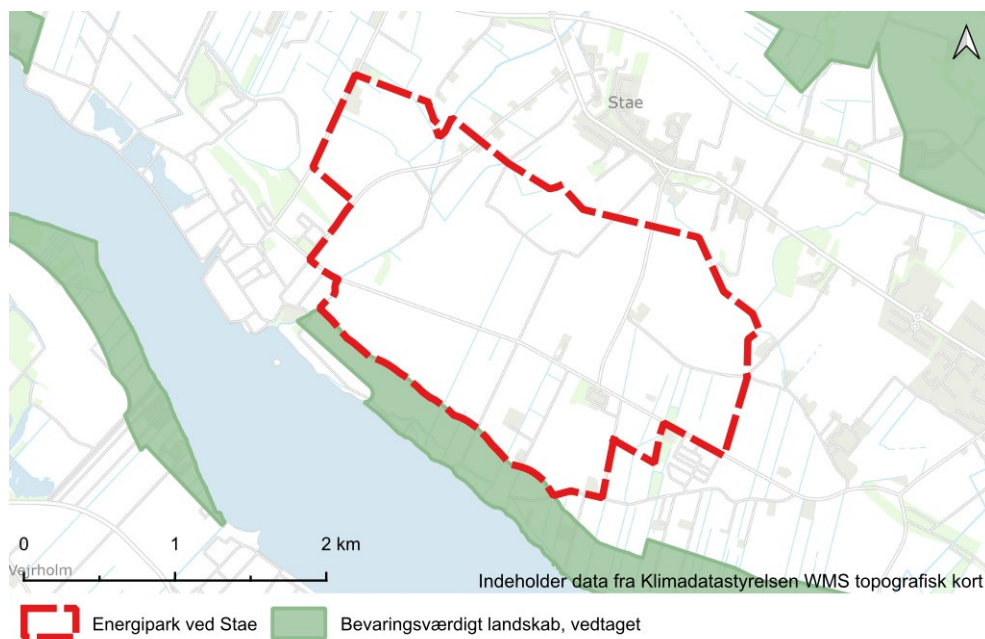 Stae
0 1 2 km
Vejrholm
Indeholder data fra Klimadatastyrelsen WMS topografisk kort
Energipark ved Stae
Bevaringsværdigt landskab, vedtaget